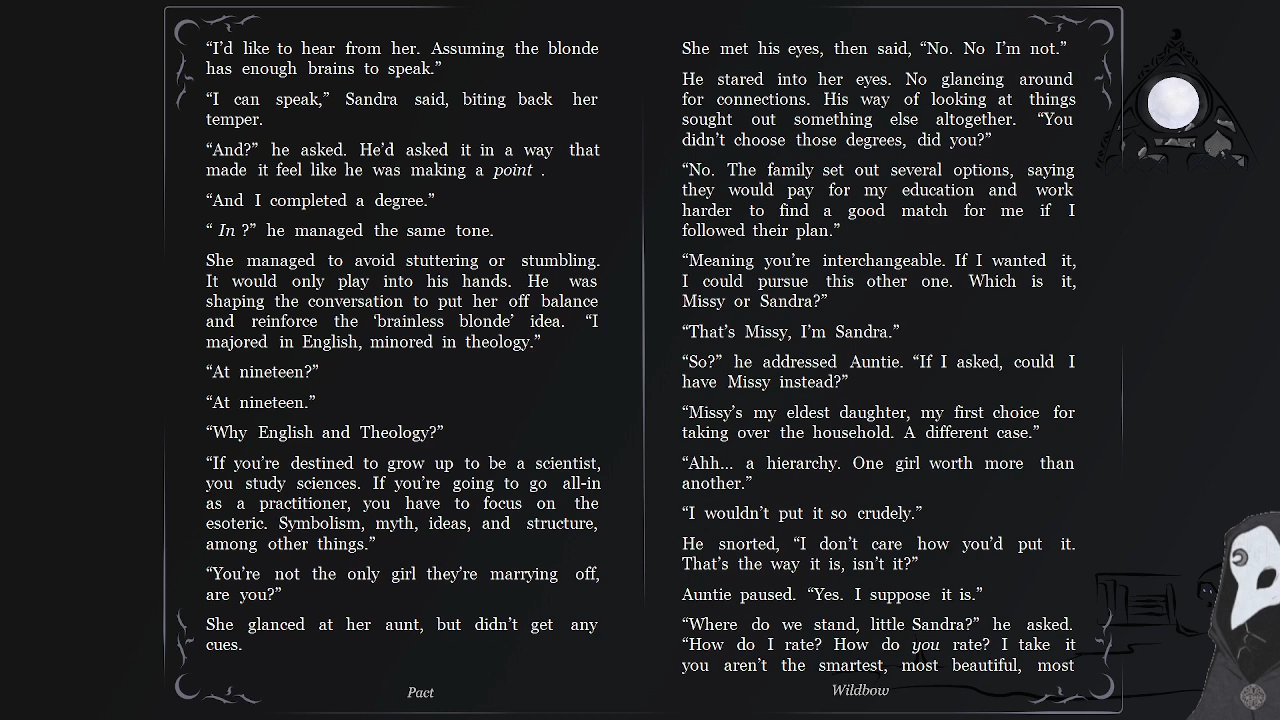 “I’d like to hear from her. Assuming the blonde
has enough brains to speak.”
“I can speak,” Sandra said, biting back her
temper.
“And?” he asked. He’d asked it in a way that
made it feel like he was making a point .
“And I completed a degree.”
“ In ?” he managed the same tone.
She managed to avoid stuttering or stumbling.
It would only play into his hands. He was
shaping the conversation to put her off balance
and reinforce the ‘brainless blonde’ idea. “I
majored in English, minored in theology.”
“At nineteen?”
“At nineteen.”
“Why English and Theology?”
“If you’re destined to grow up to be a scientist,
you study sciences. If you’re going to go all-in
as a practitioner, you have to focus on the
esoteric. Symbolism, myth, ideas, and structure,
among other things.”
“You’re not the only girl they’re marrying off,
are you?”
She glanced at her aunt, but didn’t get any
cues.
Pact
She met his eyes, then said, “No. No I’m not.”
He stared into her eyes. No glancing around
for connections. His way of looking at things
sought out something else altogether. “You
didn’t choose those degrees, did you?”
“No. The family set out several options, saying
they would pay for my education and work
harder to find a good match for me if I
followed their plan.”
“Meaning you’re interchangeable. If I wanted it,
I could pursue this other one. Which is it,
Missy or Sandra?”
“That’s Missy, I’m Sandra.”
“So?” he addressed Auntie. “If I asked, could I
have Missy instead?”
“Missy’s my eldest daughter, my first choice for
taking over the household. A different case.”
“Ahh... a hierarchy. One girl worth more than
another.”
“I wouldn’t put it so crudely.”
He snorted, “I don’t care how you’d put it.
That’s the way it is, isn’t it?”
Auntie paused. “Yes. I suppose it is.”
“Where do we stand, little Sandra?” he asked.
“How do I rate? How do you rate? I take it
you aren’t the smartest, most beautiful, most
Wildbow